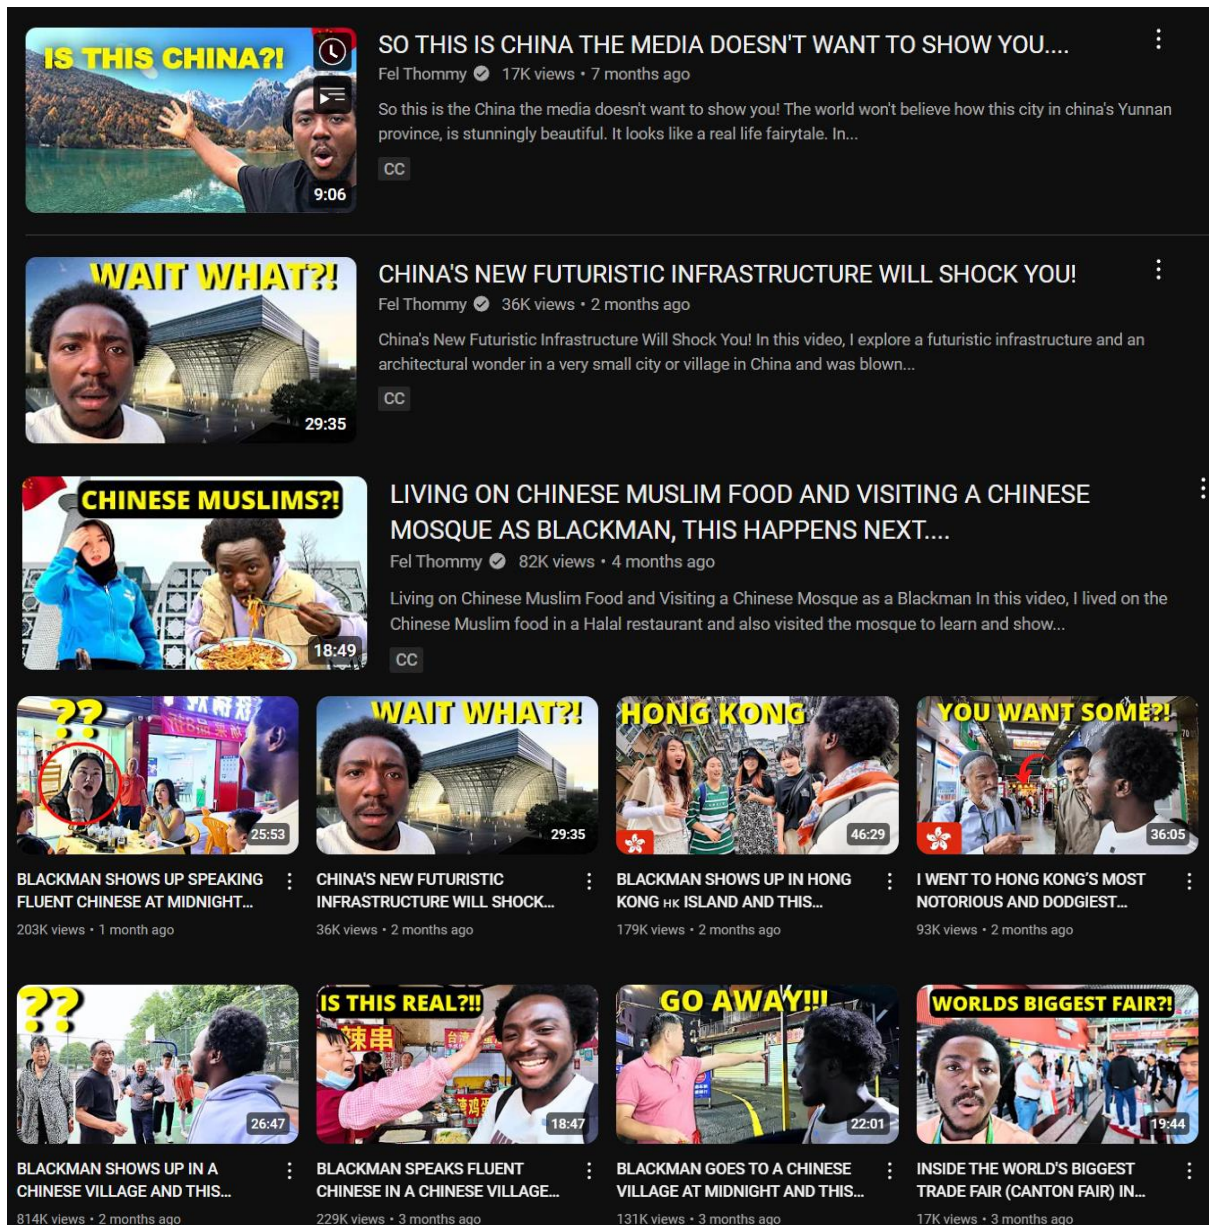 IS THIS CHINA?!
9:06
SO THIS IS CHINA THE MEDIA DOESN'T WANT TO SHOW YOU....
Fel Thommy 17K views • 7 months ago
So this is the China the media doesn't want to show you! The world won't believe how this city in china's Yunnan
province, is stunningly beautiful. It looks like a real life fairytale. In...
CC
WAIT WHAT?!
29:35
CHINA'S NEW FUTURISTIC INFRASTRUCTURE WILL SHOCK YOU!
Fel Thommy 36K views • 2 months ago
China's New Futuristic Infrastructure Will Shock You! In this video, I explore a futuristic infrastructure and an
architectural wonder in a very small city or village in China and was blown...
CC
CHINESE MUSLIMS?!
18:49
LIVING ON CHINESE MUSLIM FOOD AND VISITING A CHINESE
MOSQUE AS BLACKMAN, THIS HAPPENS NEXT....
Fel Thommy 82K views • 4 months ago
Living on Chinese Muslim Food and Visiting a Chinese Mosque as a Blackman In this video, I lived on the
Chinese Muslim food in a Halal restaurant and also visited the mosque to learn and show...
CC
??
25:53
BLACKMAN SHOWS UP SPEAKING
FLUENT CHINESE AT MIDNIGHT...
203K views • 1 month ago
WAIT WHAT?!
29:35
CHINA'S NEW FUTURISTIC
INFRASTRUCTURE WILL SHOCK...
36K views • 2 months ago
HONG KONG
46:29
BLACKMAN SHOWS UP IN HONG
KONG HK ISLAND AND THIS...
179K views • 2 months ago
YOU WANT SOME?!
36:05
I WENT TO HONG KONG'S MOST
NOTORIOUS AND DODGIEST...
93K views • 2 months ago
??
26:47
BLACKMAN SHOWS UP IN A
CHINESE VILLAGE AND THIS...
814K views • 2 months ago
IS THIS REAL?!!
辣串
18:47
BLACKMAN SPEAKS FLUENT
CHINESE IN A CHINESE VILLAGE...
229K views • 3 months ago
GO AWAY!!!
22:01
BLACKMAN GOES TO A CHINESE
VILLAGE AT MIDNIGHT AND THIS...
131K views • 3 months ago
WORLDS BIGGEST FAIR?!
19:44
INSIDE THE WORLD'S BIGGEST
TRADE FAIR (CANTON FAIR) IN...
17K views • 3 months ago